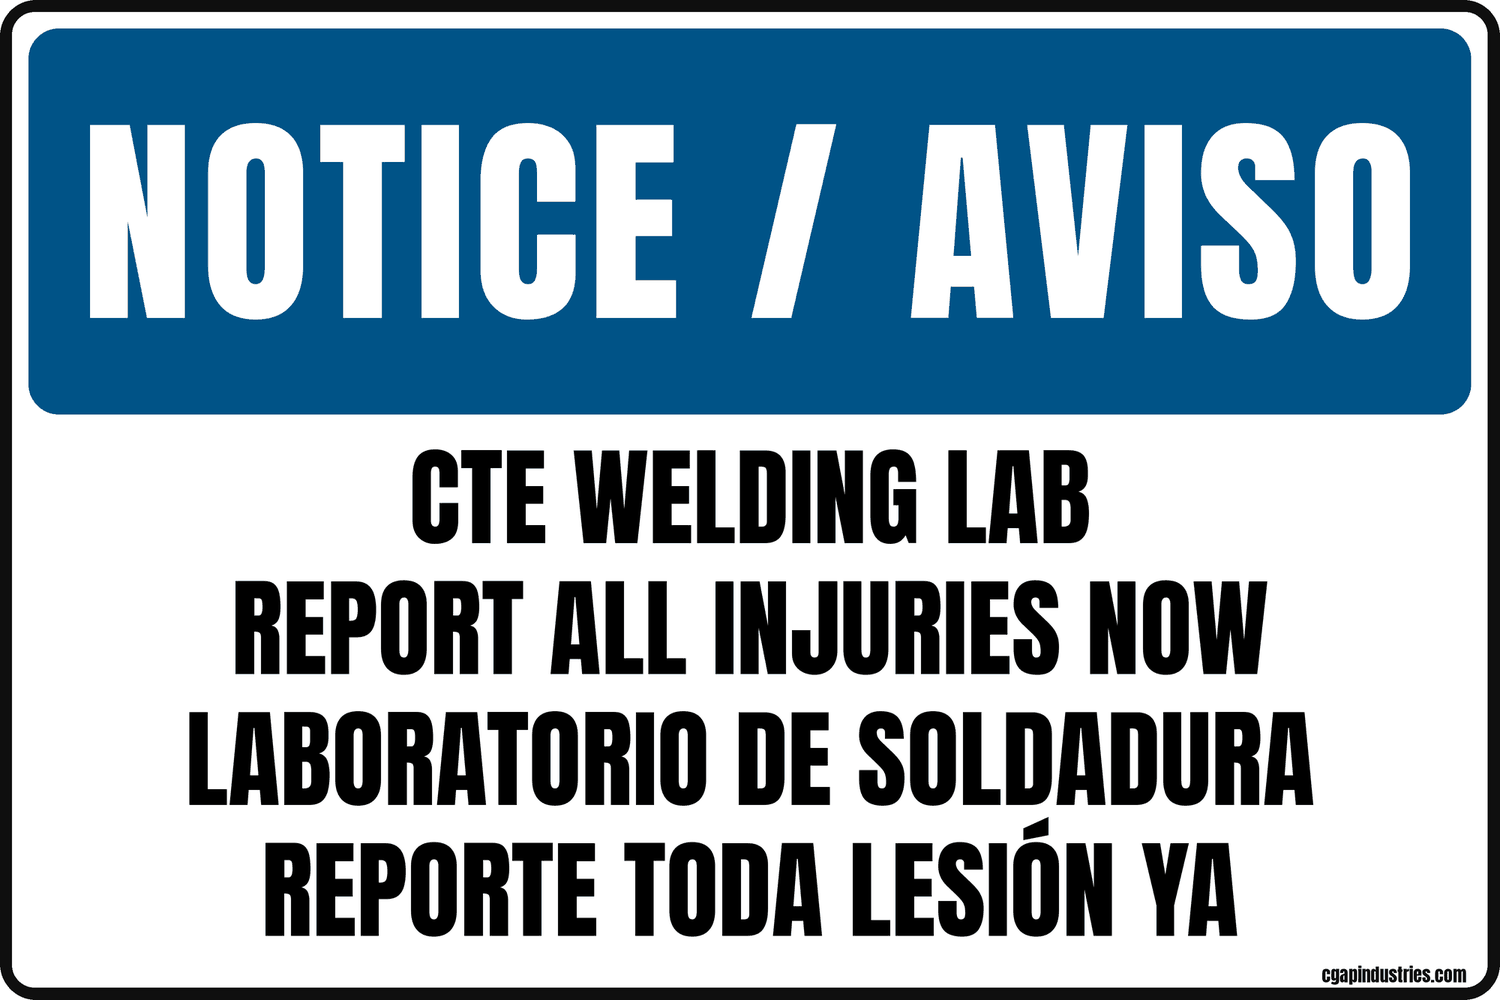 NOTICE / AVISO
CTE WELDING LAB
REPORT ALL INJURIES NOW
LABORATORIO DE SOLDADURA
REPORTE TODA LESIÓN YA
cgapindustries.com